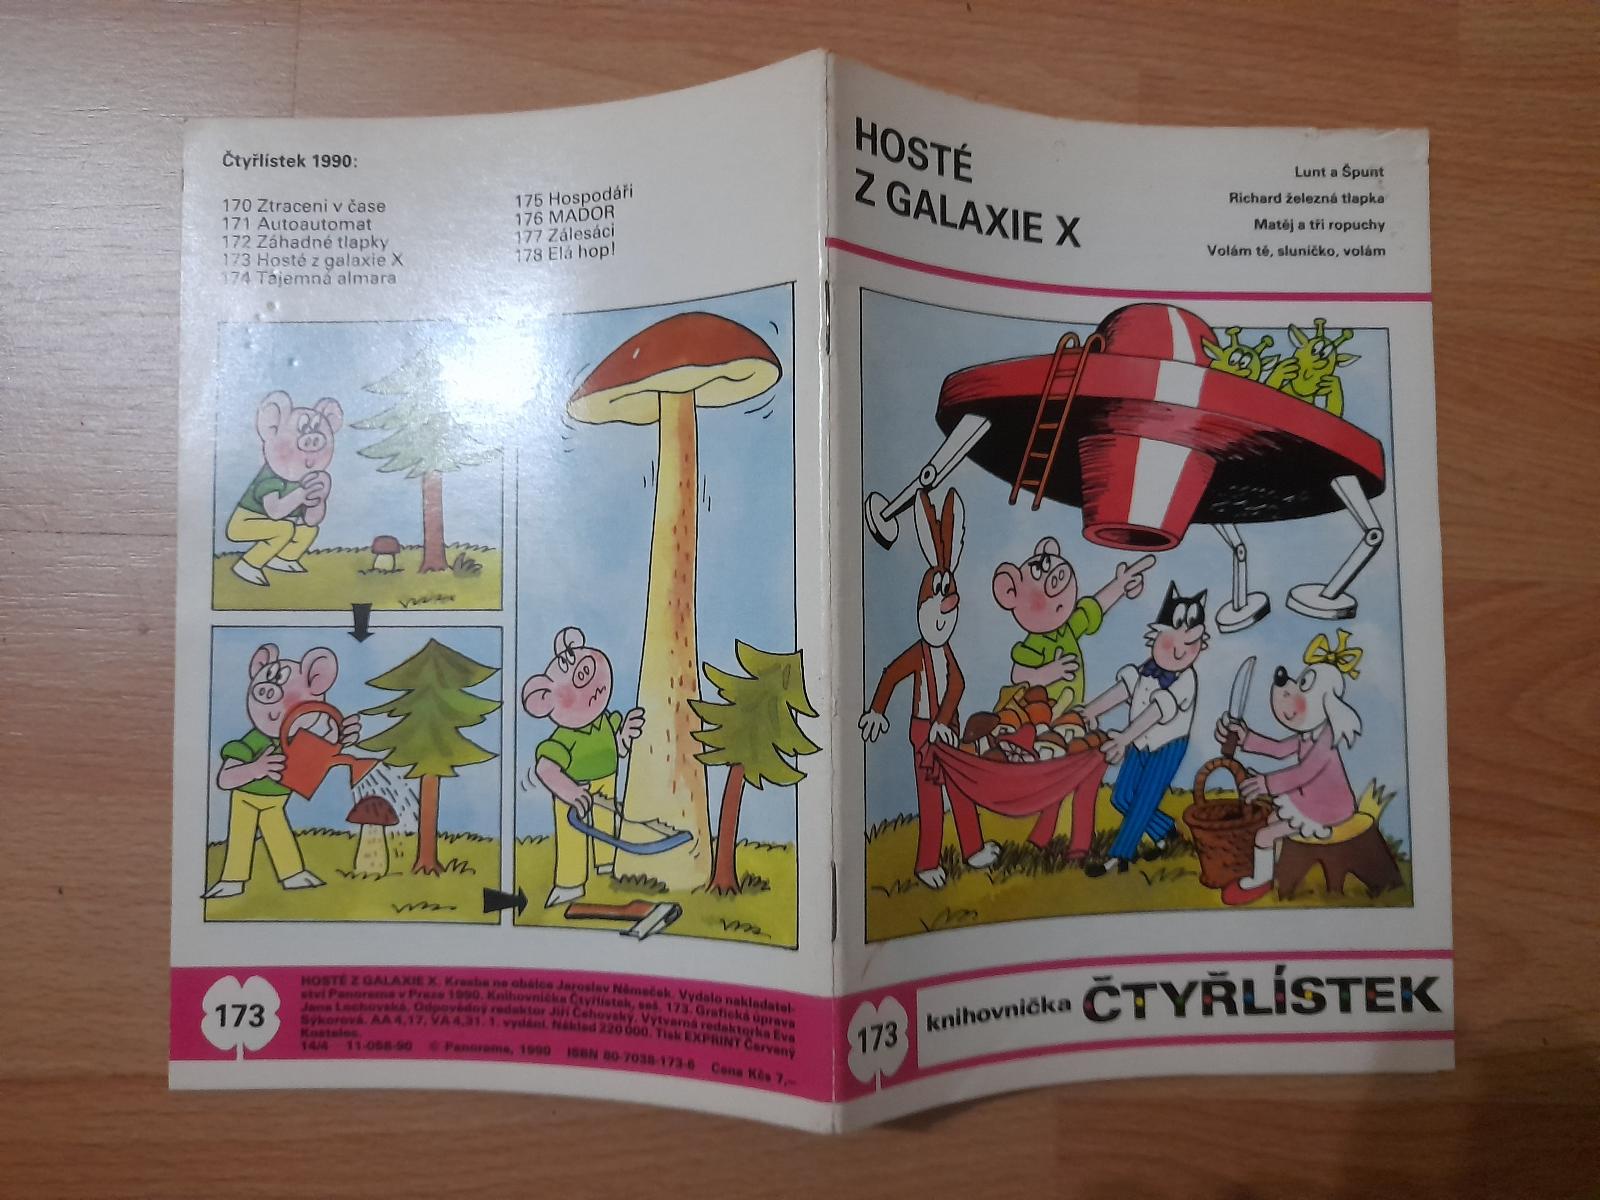 Čtyřlístek 1990:
170 Ztraceni v čase
171 Autoautomat
172 Záhadné tlapky
173 Hosté z galaxie X
174 Tajemná almara
175 Hospodáři
176 MADOR
177 Zálesáci
178 Elá hop!
173
HOSTÉ Z GALAXIE X. Kresba na obálce Jaroslav Němeček. Vydalo nakladatel-
ství Panorama v Praze 1990. Knihovnička Čtyřlístek, seš. 173. Grafická úprava
Jana Lechovská. Odpovědný redaktor Jiří Čehovský. Výtvarná redaktorka Eva
Sýkorová. AA 4,17, VA 4,31. 1. vydání. Náklad 220 000. Tisk EXPRINT Červený
Kostelec.
14/4 11-098-90 © Panorama, 1990 ISBN 80-7038-173-6 Cena Kčs 7,–
HOSTÉ
Z GALAXIE X
Lunt a Špunt
Richard železná tlapka
Matěj a tři ropuchy
Volám tě, sluníčko, volám
173
knihovnička ČTYŘLÍSTEK